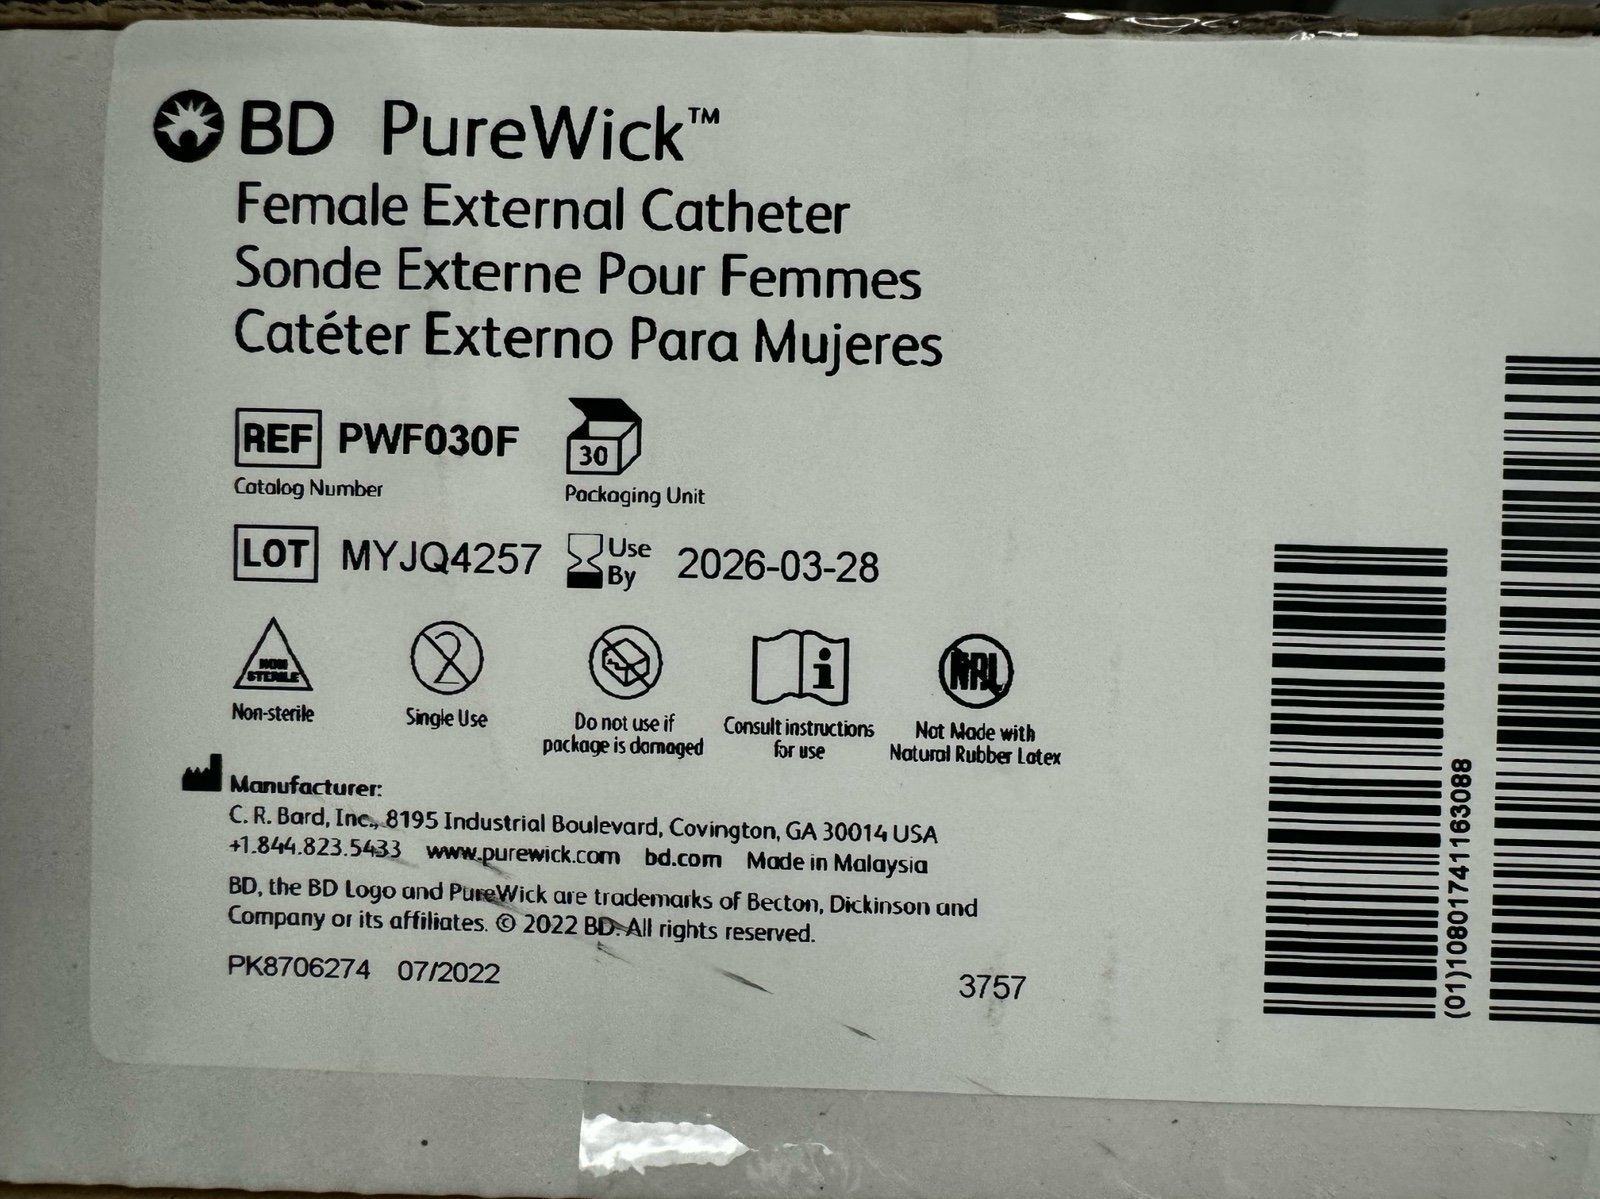 BD PureWick™
Female External Catheter
Sonde Externe Pour Femmes
Catéter Externo Para Mujeres
REF PWF030F 30
Catalog Number Packaging Unit
LOT MYJQ4257 Use By 2026-03-28
NON STERILE NRL
Non-sterile Single Use Do not use if package is damaged Consult instructions for use Not Made with Natural Rubber Latex
Manufacturer:
C. R. Bard, Inc., 8195 Industrial Boulevard, Covington, GA 30014 USA
+1.844.823.5433 www.purewick.com bd.com Made in Malaysia
BD, the BD Logo and PureWick are trademarks of Becton, Dickinson and
Company or its affiliates. © 2022 BD. All rights reserved.
PK8706274 07/2022 3757
(01)10801741163088